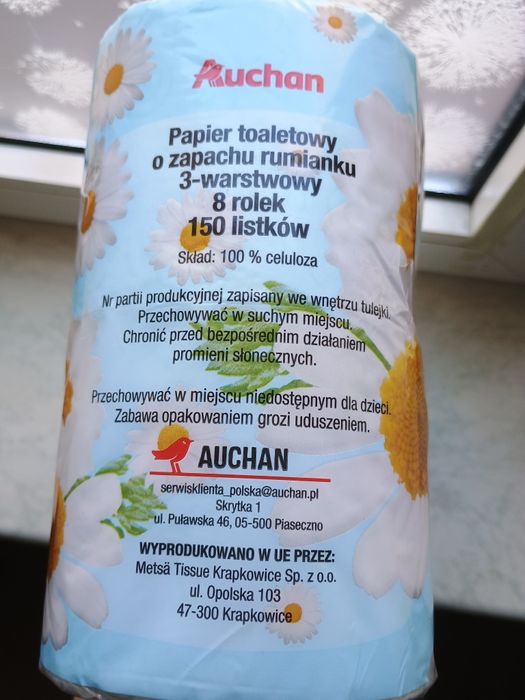 Auchan
Papier toaletowy
o zapachu rumianku
3-warstwowy
8 rolek
150 listków
Skład: 100 % celuloza
Nr partii produkcyjnej zapisany we wnętrzu tulejki.
Przechowywać w suchym miejscu.
Chronić przed bezpośrednim działaniem
promieni słonecznych.
Przechowywać w miejscu niedostępnym dla dzieci.
Zabawa opakowaniem grozi uduszeniem.
AUCHAN
serwisklienta_polska@auchan.pl
Skrytka 1
ul. Puławska 46, 05-500 Piaseczno
WYPRODUKOWANO W UE PRZEZ:
Metsä Tissue Krapkowice Sp. z o.o.
ul. Opolska 103
47-300 Krapkowice